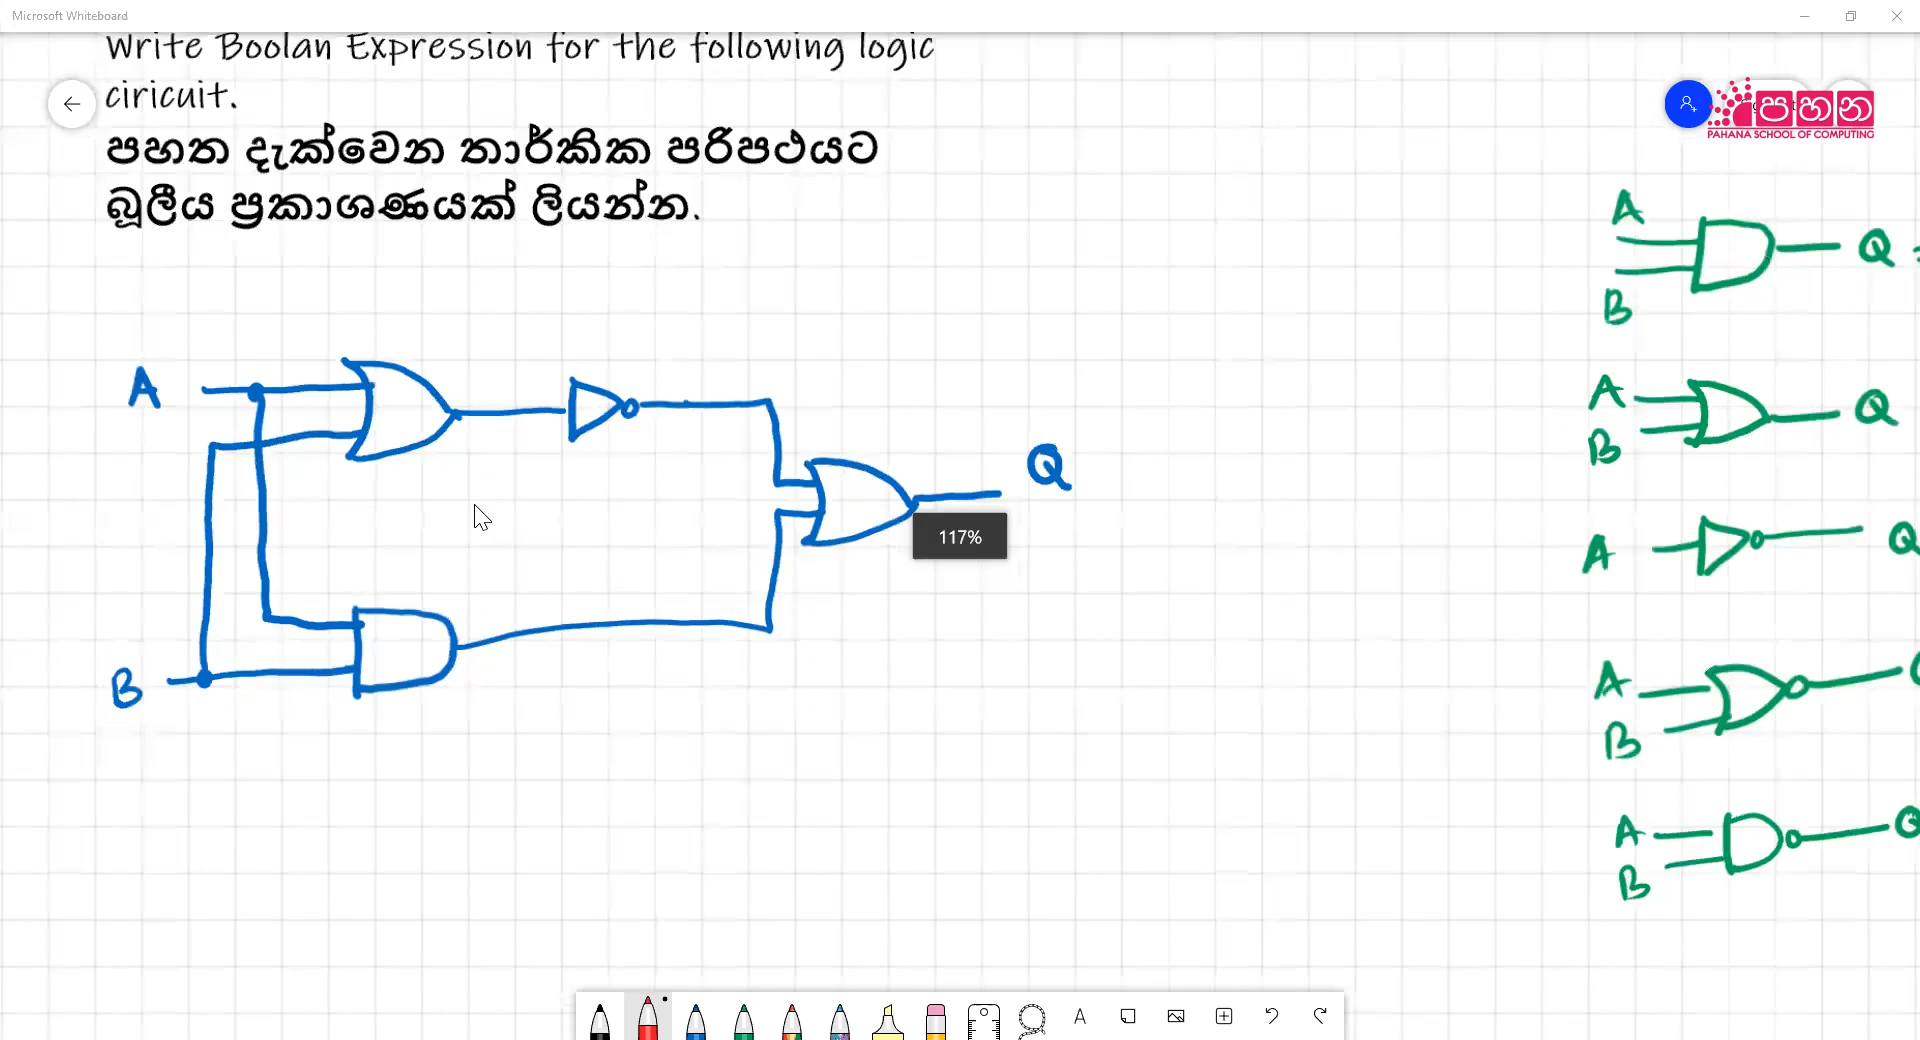 Microsoft Whiteboard
Write Boolan Expression for the following logic
ciricuit.
පහත දැක්වෙන තාර්කික පරිපථයට
බූලීය ප්‍රකාශණයක් ලියන්න.
පහන
PAHANA SCHOOL OF COMPUTING
A
B
Q
A
B
Q
A
B
Q
A
Q
A
B
A
B
Q
117%